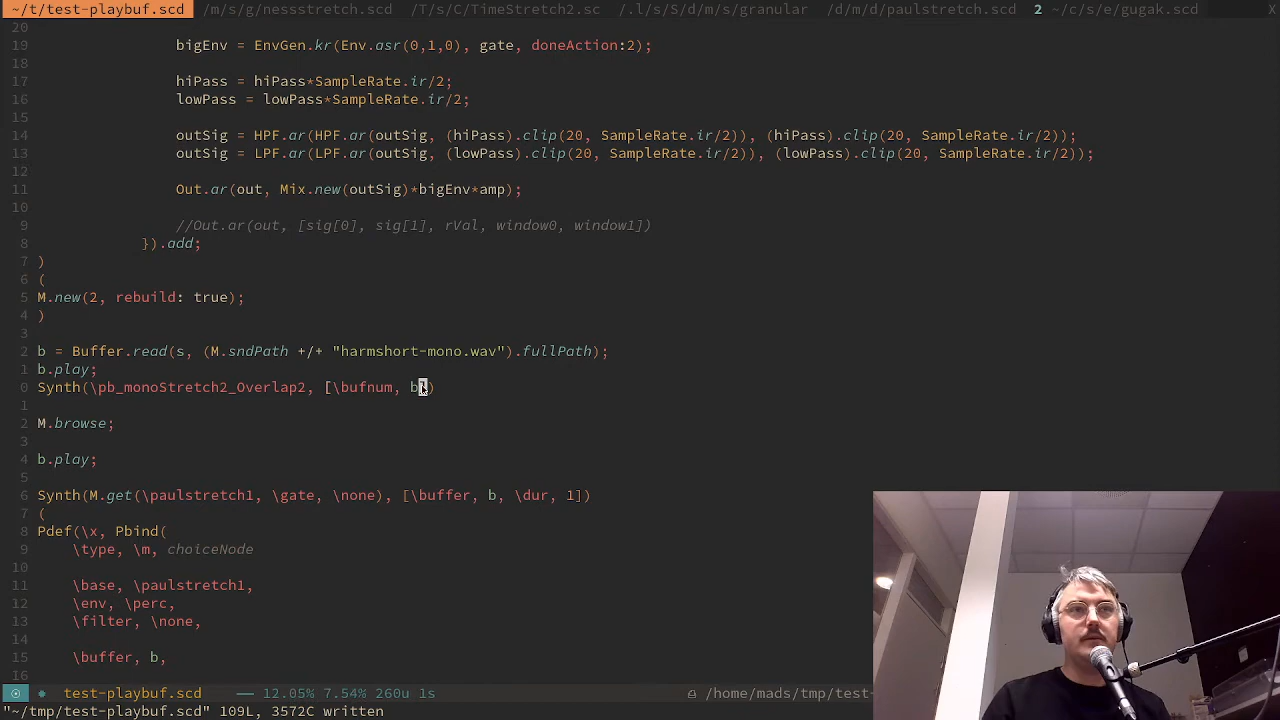 ~/t/test-playbuf.scd /m/s/g/nessstretch.scd /T/s/C/TimeStretch2.sc /.l/s/S/d/m/s/granular /d/m/d/paulstretch.scd 2 ~/c/s/e/gugak.scd X
20
19 bigEnv = EnvGen.kr(Env.asr(0,1,0), gate, doneAction:2);
18
17 hiPass = hiPass*SampleRate.ir/2;
16 lowPass = lowPass*SampleRate.ir/2;
15
14 outSig = HPF.ar(HPF.ar(outSig, (hiPass).clip(20, SampleRate.ir/2)), (hiPass).clip(20, SampleRate.ir/2));
13 outSig = LPF.ar(LPF.ar(outSig, (lowPass).clip(20, SampleRate.ir/2)), (lowPass).clip(20, SampleRate.ir/2));
12
11 Out.ar(out, Mix.new(outSig)*bigEnv*amp);
10
9 //Out.ar(out, [sig[0], sig[1], rVal, window0, window1])
8 }).add;
7 )
6 (
5 M.new(2, rebuild: true);
4 )
3
2 b = Buffer.read(s, (M.sndPath +/+ "harmshort-mono.wav").fullPath);
1 b.play;
0 Synth(\pb_monoStretch2_Overlap2, [\bufnum, b])
1
2 M.browse;
3
4 b.play;
5
6 Synth(M.get(\paulstretch1, \gate, \none), [\buffer, b, \dur, 1])
7 (
8 Pdef(\x, Pbind(
9 \type, \m, choiceNode
10
11 \base, \paulstretch1,
12 \env, \perc,
13 \filter, \none,
14
15 \buffer, b,
16
test-playbuf.scd 12.05% 7.54% 260u 1s /home/mads/tmp/test-
"~/tmp/test-playbuf.scd" 109L, 3572C written